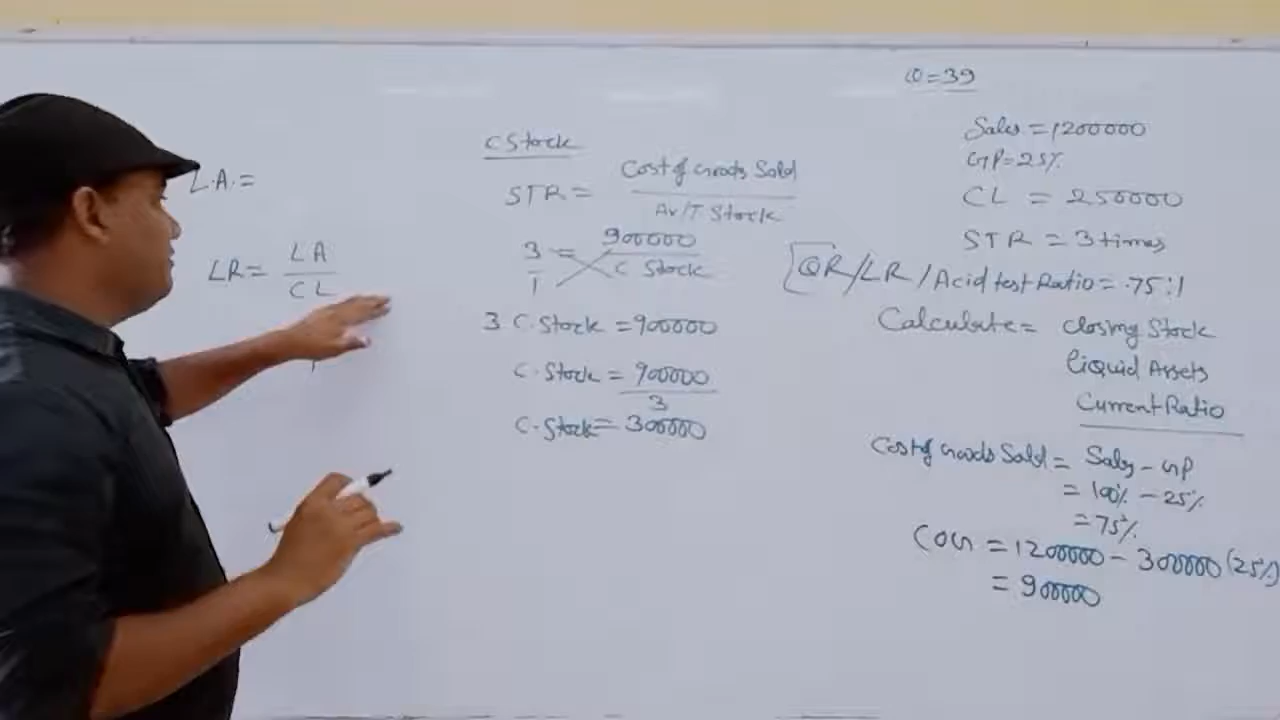 L.A. =
LR = LA
CL
1
C Stock
STR = Cost of Goods Sold
Av/T Stock
3 = 900000
1 C Stock
3 C. Stock = 900000
C. Stock = 900000
3
C. Stock = 300000
Q = 39
Sales = 1200000
GP = 25%
CL = 250000
STR = 3 times
QR/LR/Acid test Ratio = .75:1
Calculate = Closing Stock
liquid Assets
Current Ratio
Cost of Goods Sold = Sales - GP
= 100% - 25%
= 75%
COG = 1200000 - 300000 (25%)
= 900000